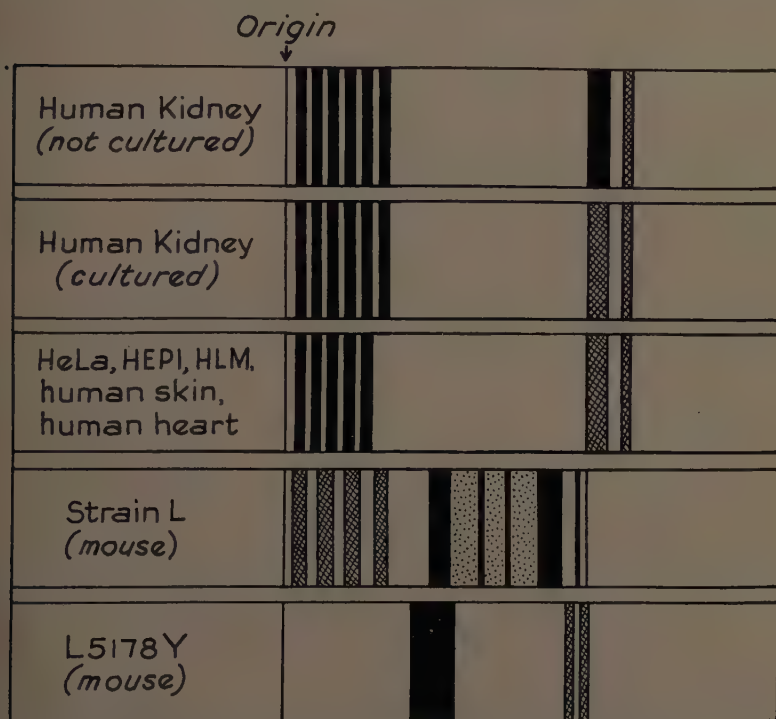 Origin
Human Kidney
(not cultured)
Human Kidney
(cultured)
HeLa, HEPI, HLM,
human skin,
human heart
Strain L
(mouse)
L5178Y
(mouse)